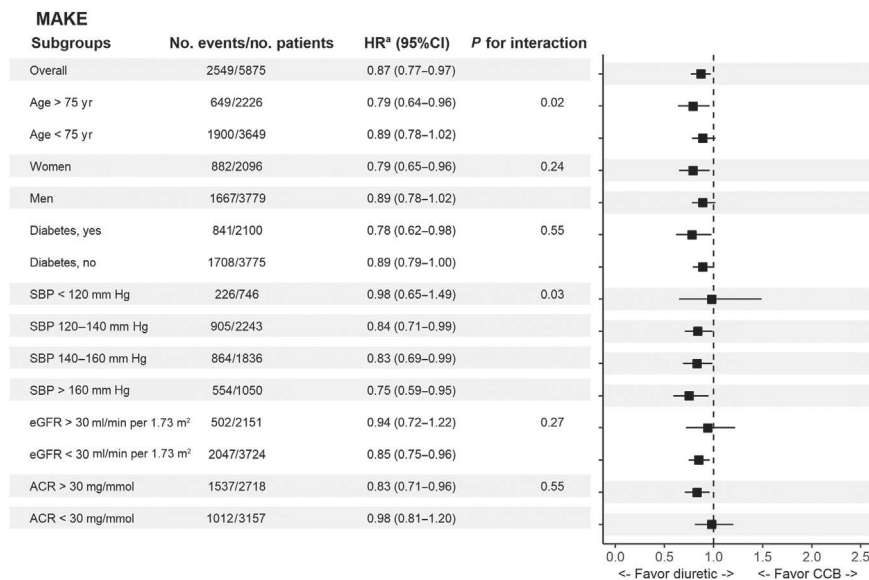 MAKE
Subgroups No. events/no. patients HRᵃ (95%CI) P for interaction
Overall 2549/5875 0.87 (0.77–0.97)
Age > 75 yr 649/2226 0.79 (0.64–0.96) 0.02
Age < 75 yr 1900/3649 0.89 (0.78–1.02)
Women 882/2096 0.79 (0.65–0.96) 0.24
Men 1667/3779 0.89 (0.78–1.02)
Diabetes, yes 841/2100 0.78 (0.62–0.98) 0.55
Diabetes, no 1708/3775 0.89 (0.79–1.00)
SBP < 120 mm Hg 226/746 0.98 (0.65–1.49) 0.03
SBP 120–140 mm Hg 905/2243 0.84 (0.71–0.99)
SBP 140–160 mm Hg 864/1836 0.83 (0.69–0.99)
SBP > 160 mm Hg 554/1050 0.75 (0.59–0.95)
eGFR > 30 ml/min per 1.73 m² 502/2151 0.94 (0.72–1.22) 0.27
eGFR < 30 ml/min per 1.73 m² 2047/3724 0.85 (0.75–0.96)
ACR > 30 mg/mmol 1537/2718 0.83 (0.71–0.96) 0.55
ACR < 30 mg/mmol 1012/3157 0.98 (0.81–1.20)
0.0 0.5 1.0 1.5 2.0 2.5
<- Favor diuretic -> <- Favor CCB ->